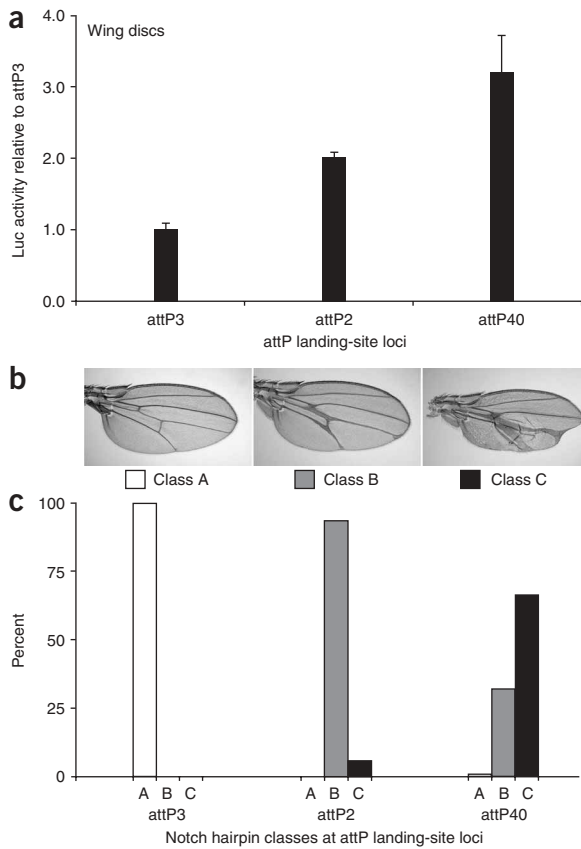 a
Wing discs
Luc activity relative to attP3
4.0
3.0
2.0
1.0
0.0
attP3 attP2 attP40
attP landing-site loci
b
Class A Class B Class C
c
Percent
100
75
50
25
0
A B C A B C A B C
attP3 attP2 attP40
Notch hairpin classes at attP landing-site loci